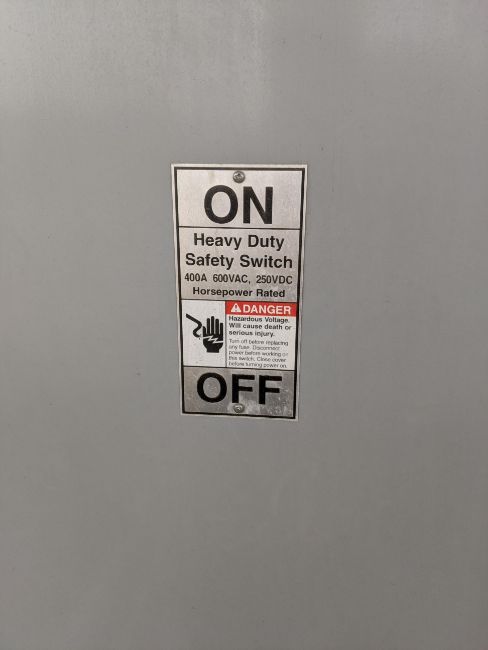 ON
Heavy Duty
Safety Switch
400A 600VAC, 250VDC
Horsepower Rated
DANGER
Hazardous Voltage.
Will cause death or
serious injury.
Turn off before replacing
any fuse. Disconnect
power before working on
this switch. Close cover
before turning power on.
OFF